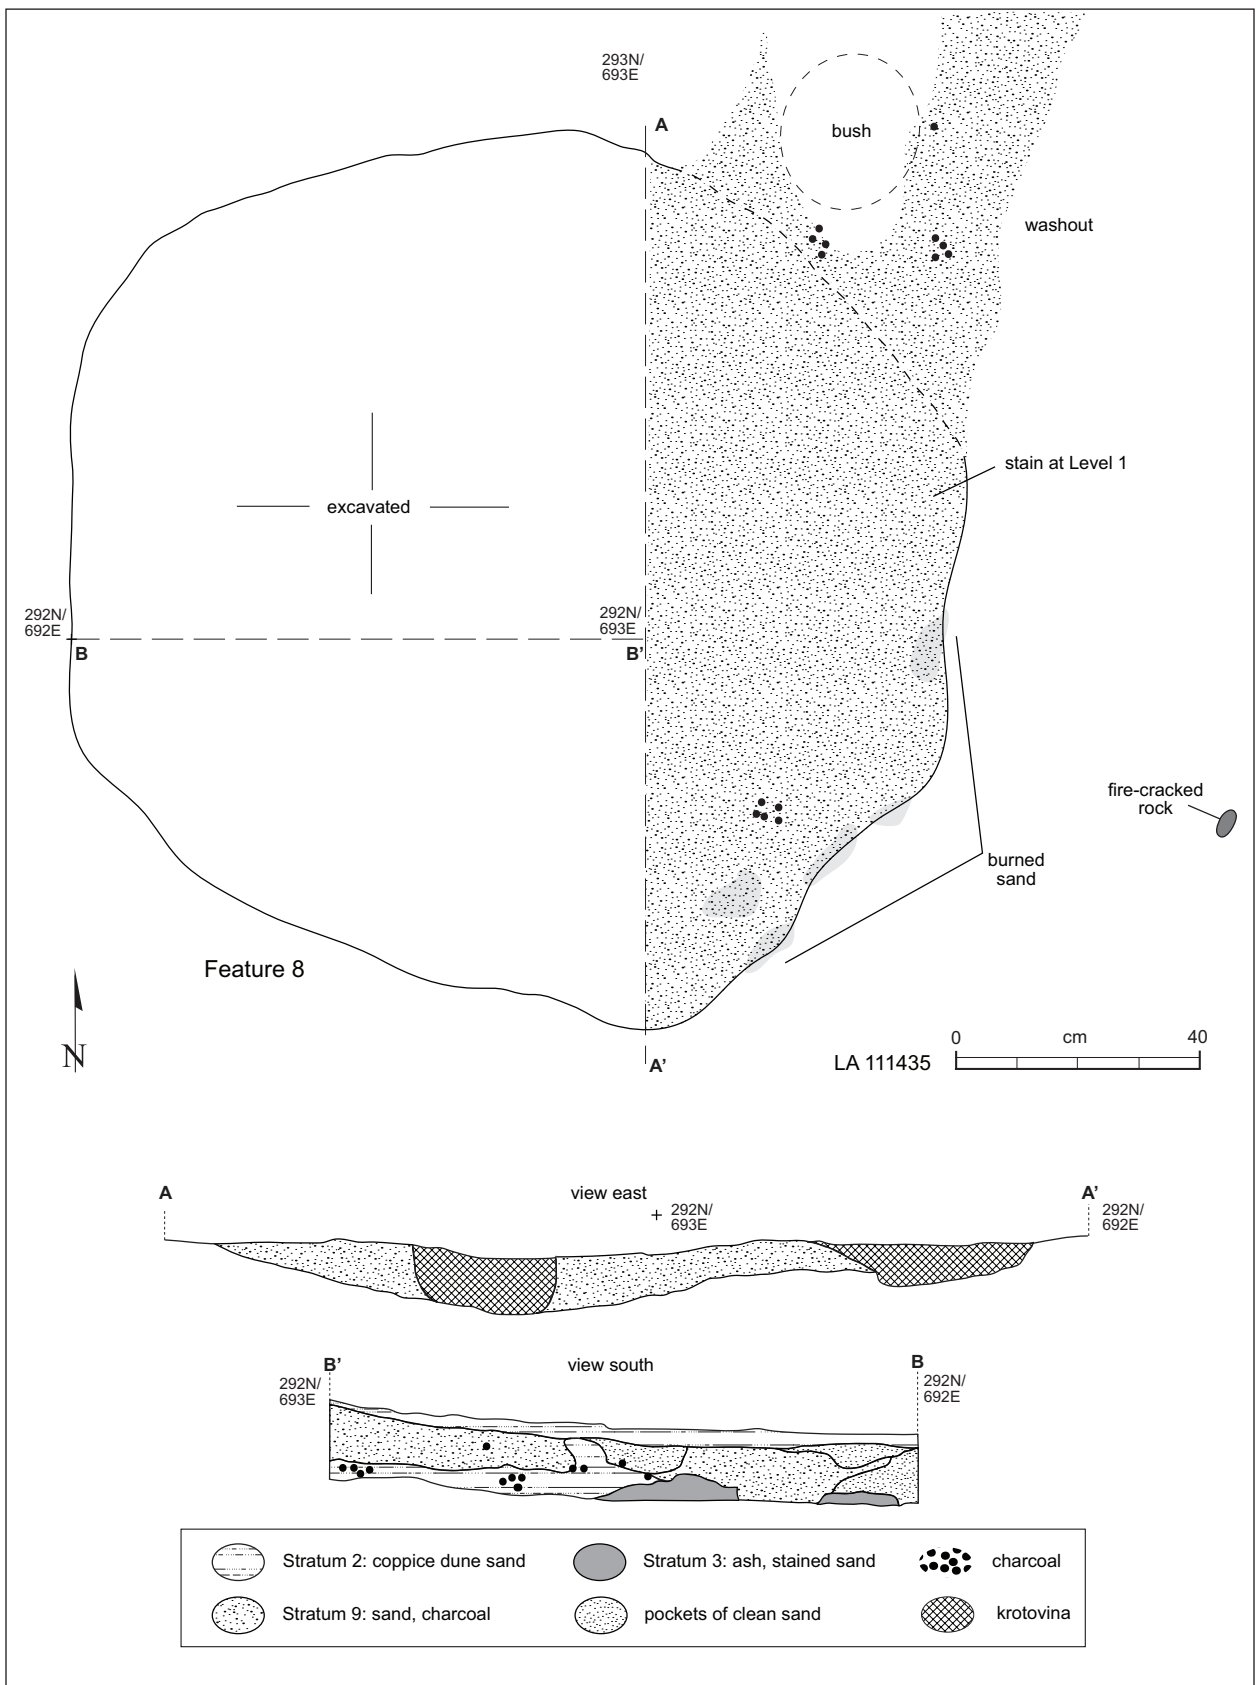 293N/
693E
A
bush
washout
stain at Level 1
excavated
292N/
692E
B
292N/
693E
B'
fire-cracked
rock
burned
sand
Feature 8
N
A'
LA 111435
0 cm 40
A
view east
292N/
693E
A'
292N/
692E
B'
292N/
693E
view south
B
292N/
692E
Stratum 2: coppice dune sand
Stratum 3: ash, stained sand
charcoal
Stratum 9: sand, charcoal
pockets of clean sand
krotovina